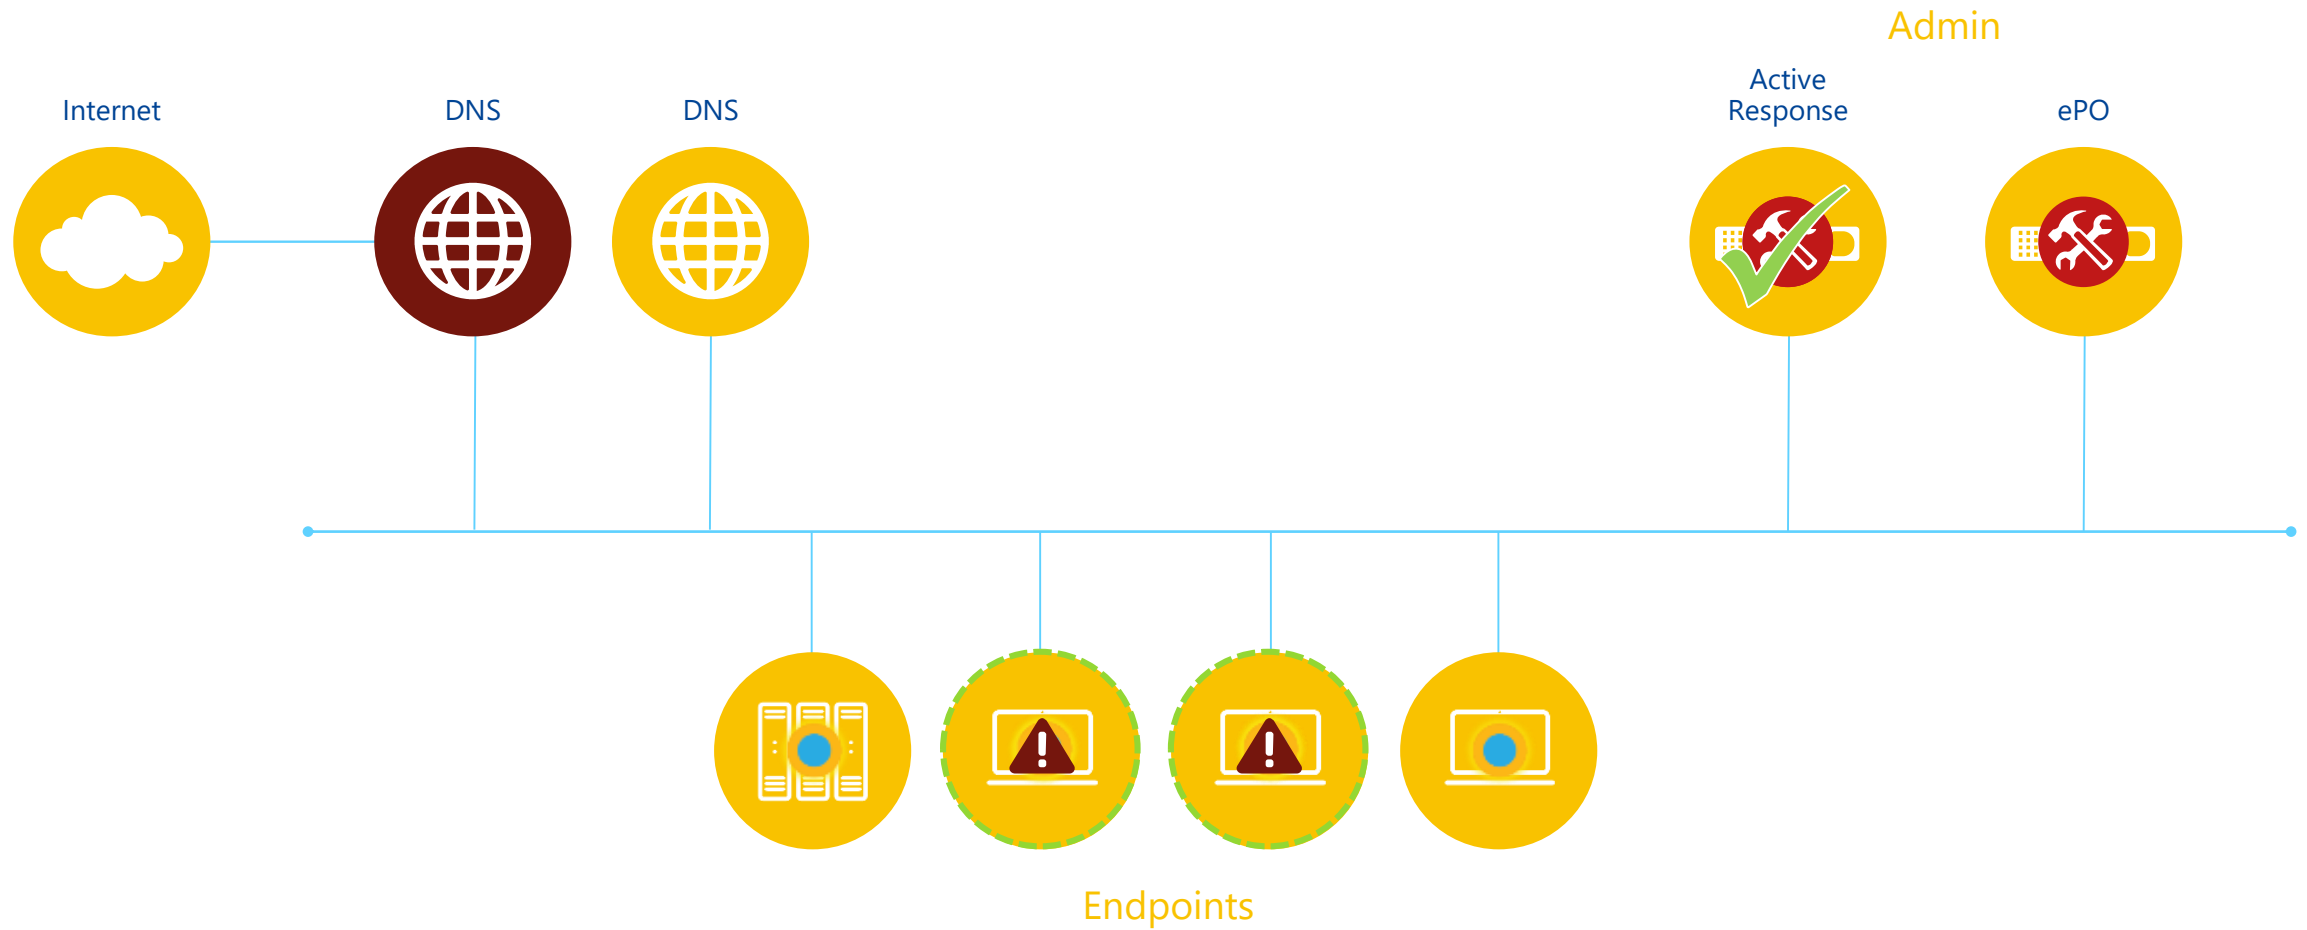 Admin
Internet
DNS
DNS
Active
Response
ePO
Endpoints